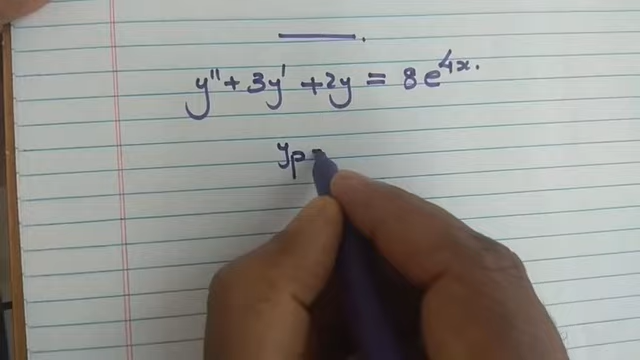 y'' + 3y' + 2y = 8e^{4x}.
yp =